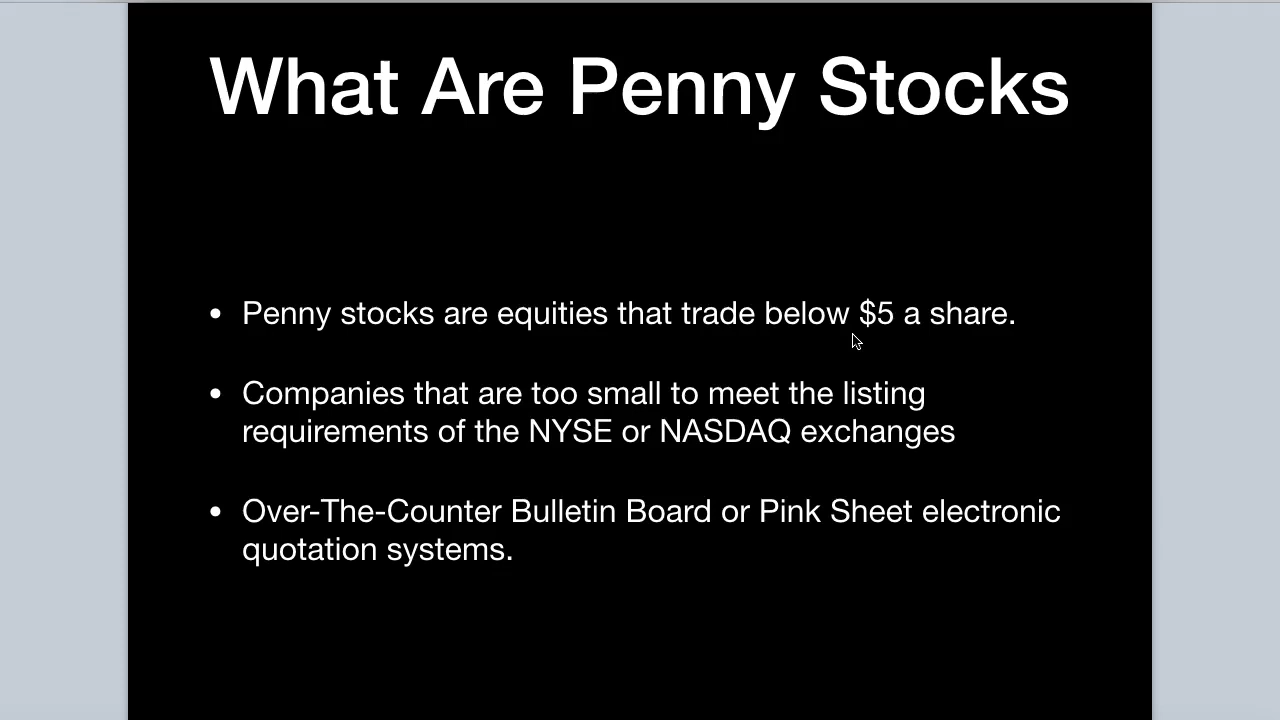 What Are Penny Stocks
• Penny stocks are equities that trade below $5 a share.
• Companies that are too small to meet the listing
requirements of the NYSE or NASDAQ exchanges
• Over-The-Counter Bulletin Board or Pink Sheet electronic
quotation systems.